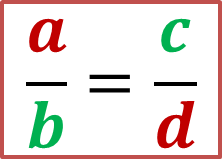 a/b = c/d